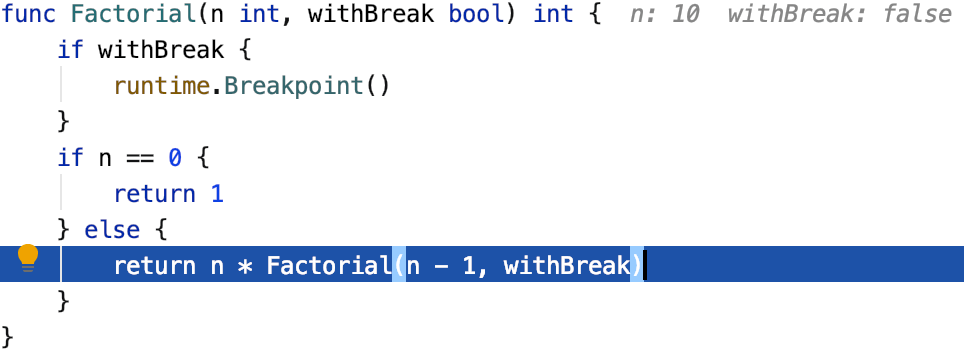 func Factorial(n int, withBreak bool) int {  n: 10  withBreak: false
    if withBreak {
        runtime.Breakpoint()
    }
    if n == 0 {
        return 1
    } else {
        return n * Factorial(n - 1, withBreak)
    }
}